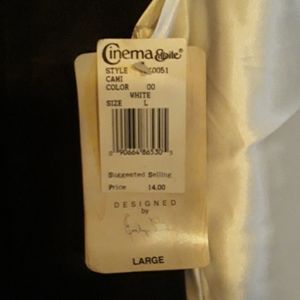 Cinema Etoile®
STYLE
CAMI
COLOR 00
WHITE
SIZE L
Suggested Selling
Price 14.00
DESIGNED
by
LARGE